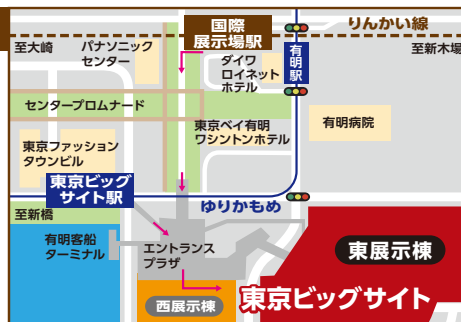 国際
展示場駅
りんかい線
至大崎
パナソニック
センター
ダイワ
ロイネット
ホテル
有明駅
至新木場
センタープロムナード
東京ベイ有明
ワシントンホテル
有明病院
東京ファッション
タウンビル
東京ビッグ
サイト駅
ゆりかもめ
至新橋
有明客船
ターミナル
エントランス
プラザ
東展示棟
西展示棟
東京ビッグサイト